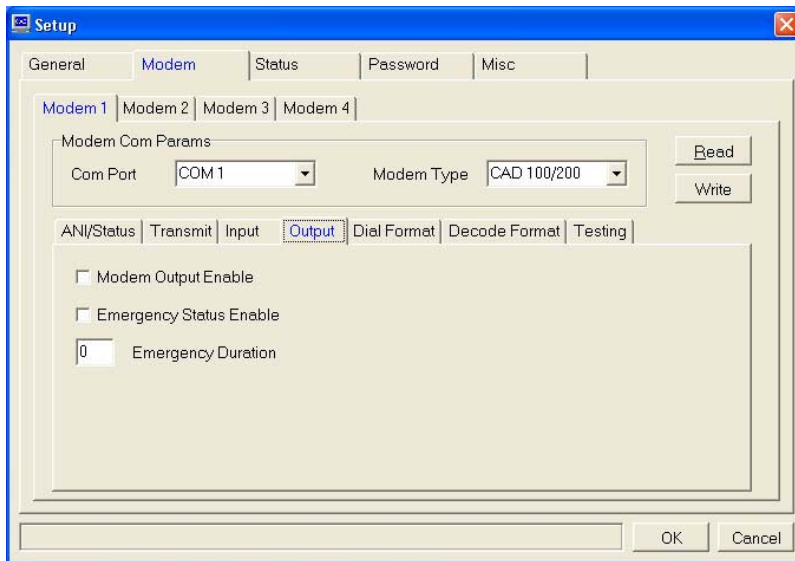 Setup
General Modem Status Password Misc
Modem 1 Modem 2 Modem 3 Modem 4
Modem Com Params
Com Port COM 1 Modem Type CAD 100/200
Read
Write
ANI/Status Transmit Input Output Dial Format Decode Format Testing
Modem Output Enable
Emergency Status Enable
0 Emergency Duration
OK Cancel